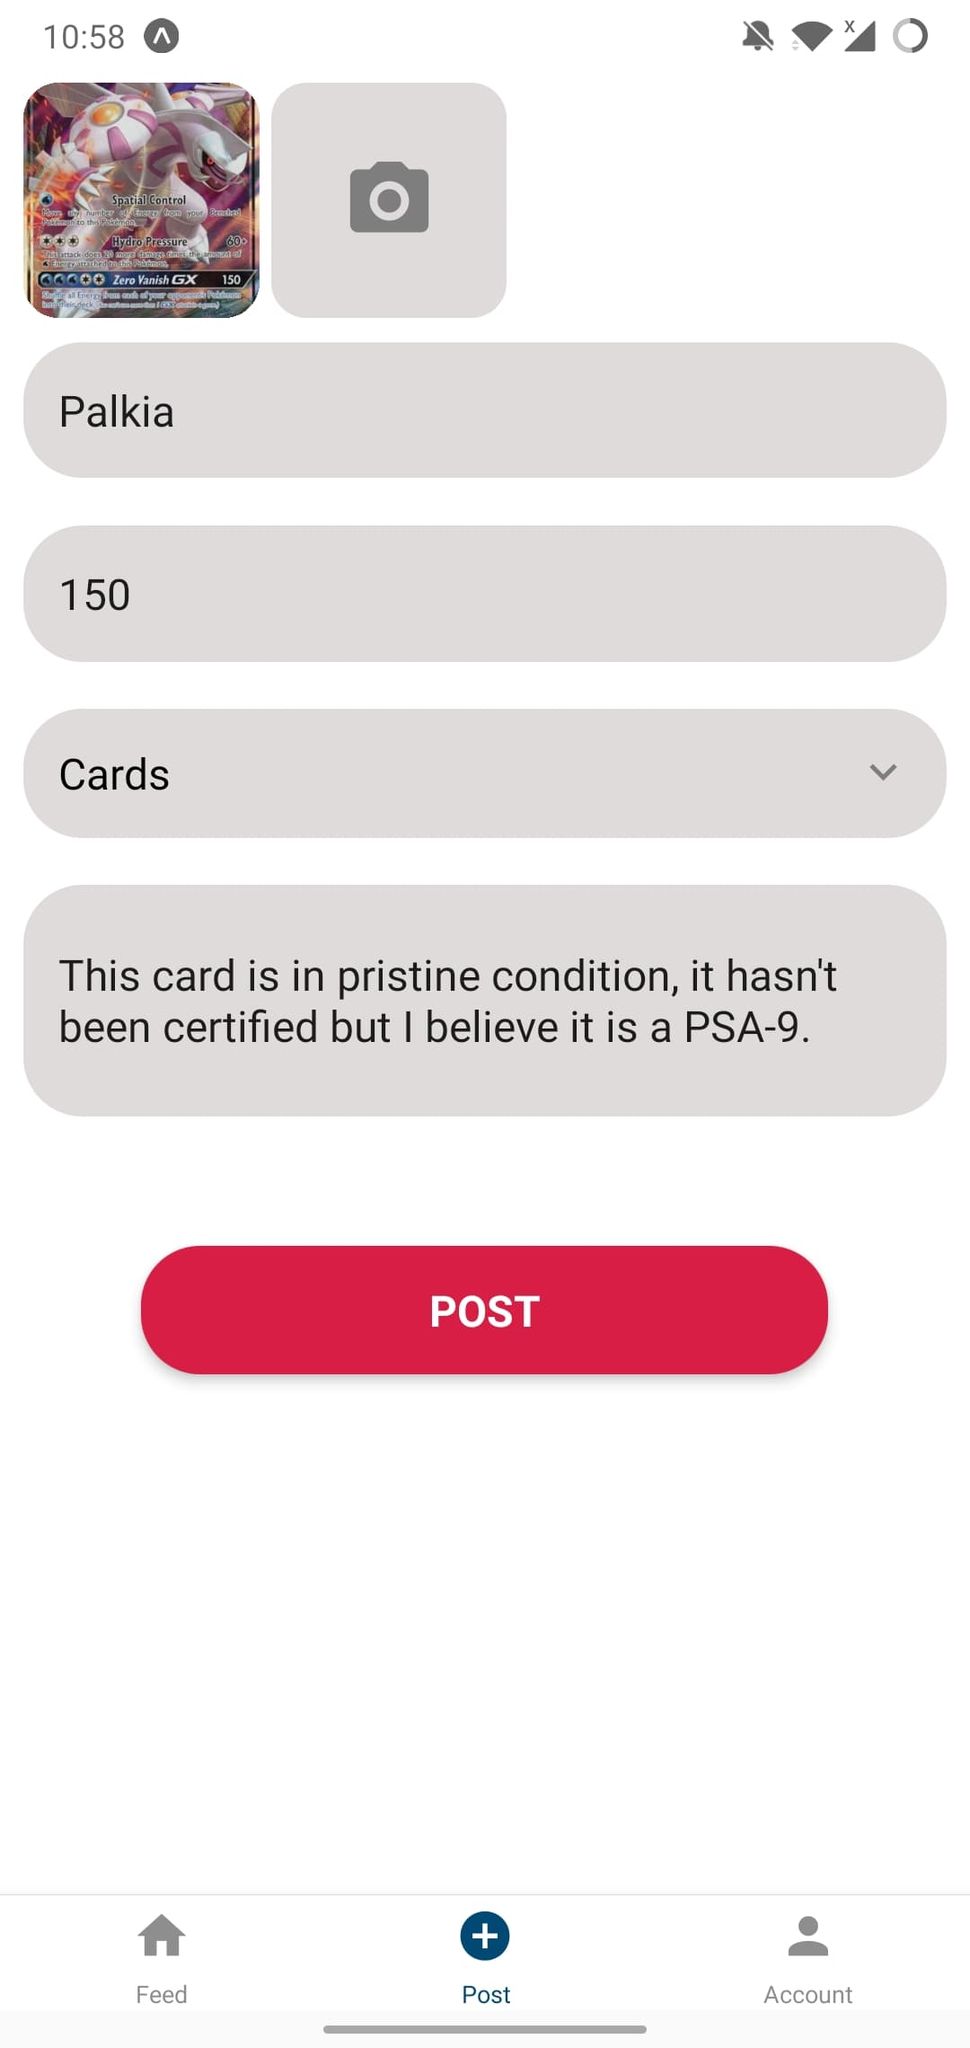 10:58
Spatial Control
Move any number of Energy from your Benched
Pokémon to this Pokémon.
Hydro Pressure 60+
This attack does 20 more damage times the amount of
Energy attached to this Pokémon.
Zero Vanish GX 150
Shuffle all Energy from each of your opponent's Pokémon
into their deck.
Palkia
150
Cards
This card is in pristine condition, it hasn't
been certified but I believe it is a PSA-9.
POST
Feed
Post
Account